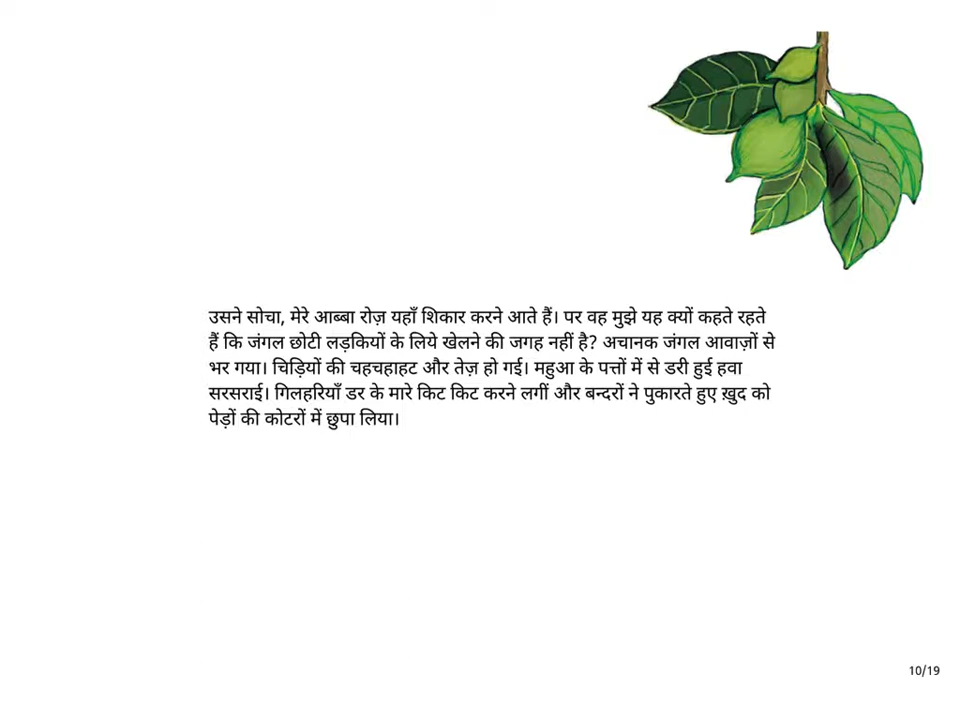 उसने सोचा, मेरे आब्बा रोज़ यहाँ शिकार करने आते हैं। पर वह मुझे यह क्यों कहते रहते
हैं कि जंगल छोटी लड़कियों के लिये खेलने की जगह नहीं है? अचानक जंगल आवाज़ों से
भर गया। चिड़ियों की चहचहाहट और तेज़ हो गई। महुआ के पत्तों में से डरी हुई हवा
सरसराई। गिलहरियाँ डर के मारे किट किट करने लगीं और बन्दरों ने पुकारते हुए ख़ुद को
पेड़ों की कोटरों में छुपा लिया।
10/19